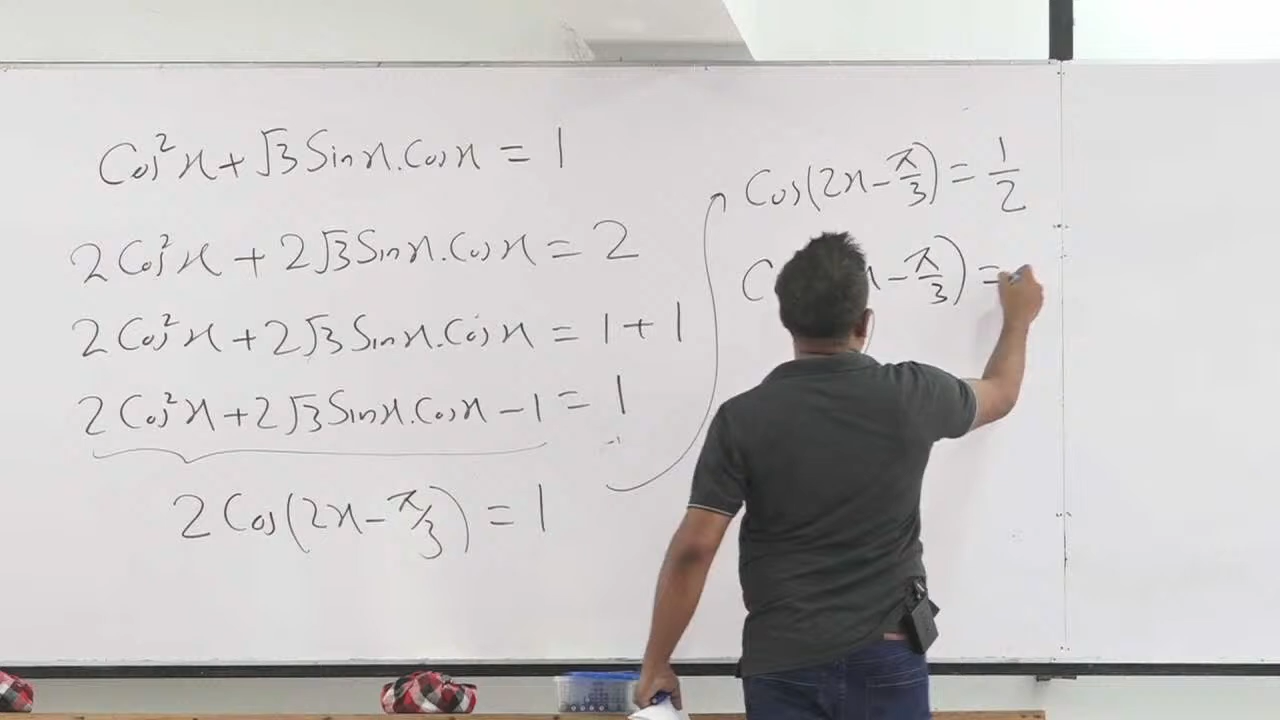 Cos²x + √3 Sinx.Cosx = 1
2Cos²x + 2√3 Sinx.Cosx = 2
2Cos²x + 2√3 Sinx.Cosx = 1 + 1
2Cos²x + 2√3 Sinx.Cosx - 1 = 1
2Cos(2x - π/3) = 1
Cos(2x - π/3) = 1/2
C x - π/3) =